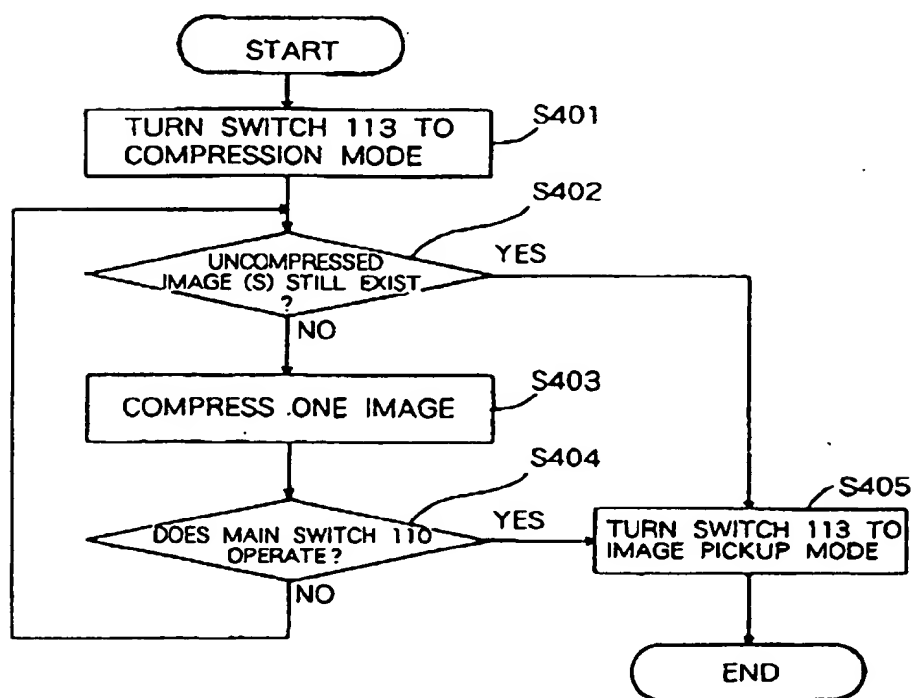 START
TURN SWITCH 113 TO
COMPRESSION MODE
S401
S402
UNCOMPRESSED
IMAGE (S) STILL EXIST
?
YES
NO
COMPRESS ONE IMAGE
S403
S404
DOES MAIN SWITCH 110
OPERATE?
YES
NO
S405
TURN SWITCH 113 TO
IMAGE PICKUP MODE
END